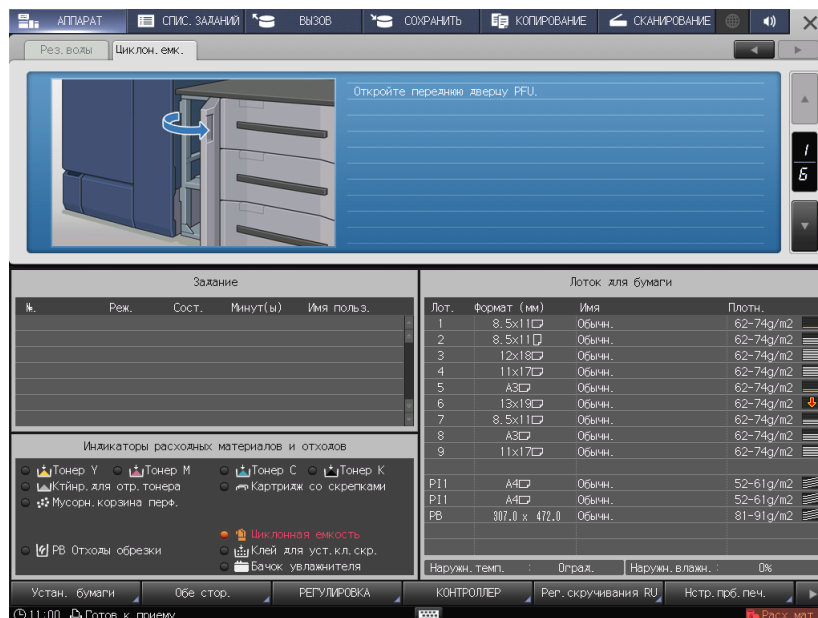 АППАРАТ СПИС. ЗАДАНИЙ ВЫЗОВ СОХРАНИТЬ КОПИРОВАНИЕ СКАНИРОВАНИЕ
Рез.воды Циклон.емк.
Откройте переднюю дверцу PFU.
1
6
Задание
№. Реж. Сост. Минут(ы) Имя польз.
Индикаторы расходных материалов и отходов
Тонер Y Тонер M Тонер C Тонер K
Ктйнр.для отр.тонера Картридж со скрепками
Мусорн.корзина перф.
Циклонная емкость
PB Отходы обрезки Клей для уст.кл.скр.
Бачок увлажнителя
Лоток для бумаги
Лот. Формат (мм) Имя Плотн.
1 8.5x11 Обычн. 62-74g/m2
2 8.5x11 Обычн. 62-74g/m2
3 12x18 Обычн. 62-74g/m2
4 11x17 Обычн. 62-74g/m2
5 A3 Обычн. 62-74g/m2
6 13x19 Обычн. 62-74g/m2
7 8.5x11 Обычн. 62-74g/m2
8 A3 Обычн. 62-74g/m2
9 11x17 Обычн. 62-74g/m2
PI1 A4 Обычн. 52-61g/m2
PI1 A4 Обычн. 52-61g/m2
PB 307.0 x 472.0 Обычн. 81-91g/m2
Наружн.темп. : 0град. Наружн.влажн.: 0%
Устан. бумаги Обе стор. РЕГУЛИРОВКА КОНТРОЛЛЕР Рег.скручивания RU Нстр.прб.печ.
11:00 Готов к приему Расх.мат